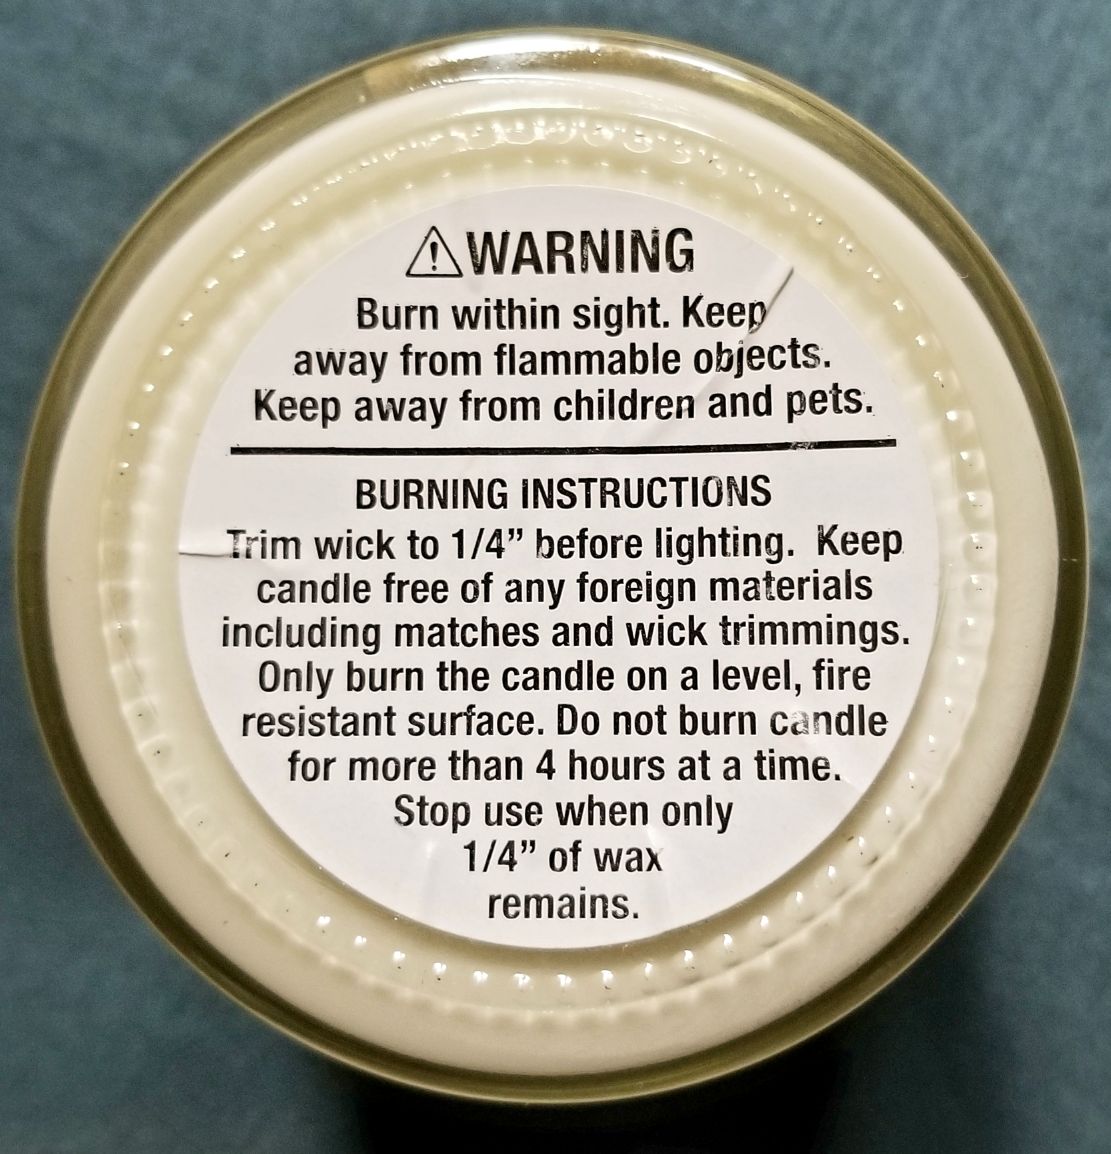 ⚠WARNING
Burn within sight. Keep
away from flammable objects.
Keep away from children and pets.
BURNING INSTRUCTIONS
Trim wick to 1/4” before lighting.  Keep
candle free of any foreign materials
including matches and wick trimmings.
Only burn the candle on a level, fire
resistant surface. Do not burn candle
for more than 4 hours at a time.
Stop use when only
1/4” of wax
remains.